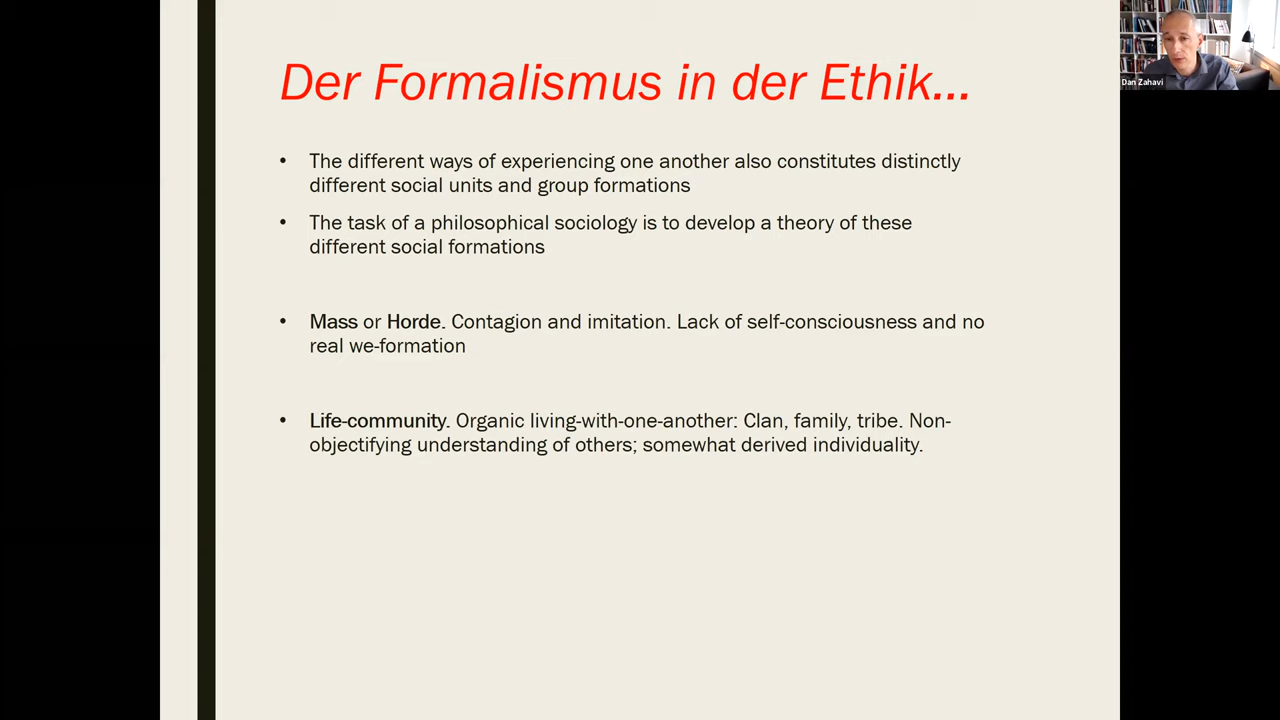 Der Formalismus in der Ethik...
• The different ways of experiencing one another also constitutes distinctly
different social units and group formations
• The task of a philosophical sociology is to develop a theory of these
different social formations
• Mass or Horde. Contagion and imitation. Lack of self-consciousness and no
real we-formation
• Life-community. Organic living-with-one-another: Clan, family, tribe. Non-
objectifying understanding of others; somewhat derived individuality.
Dan Zahavi